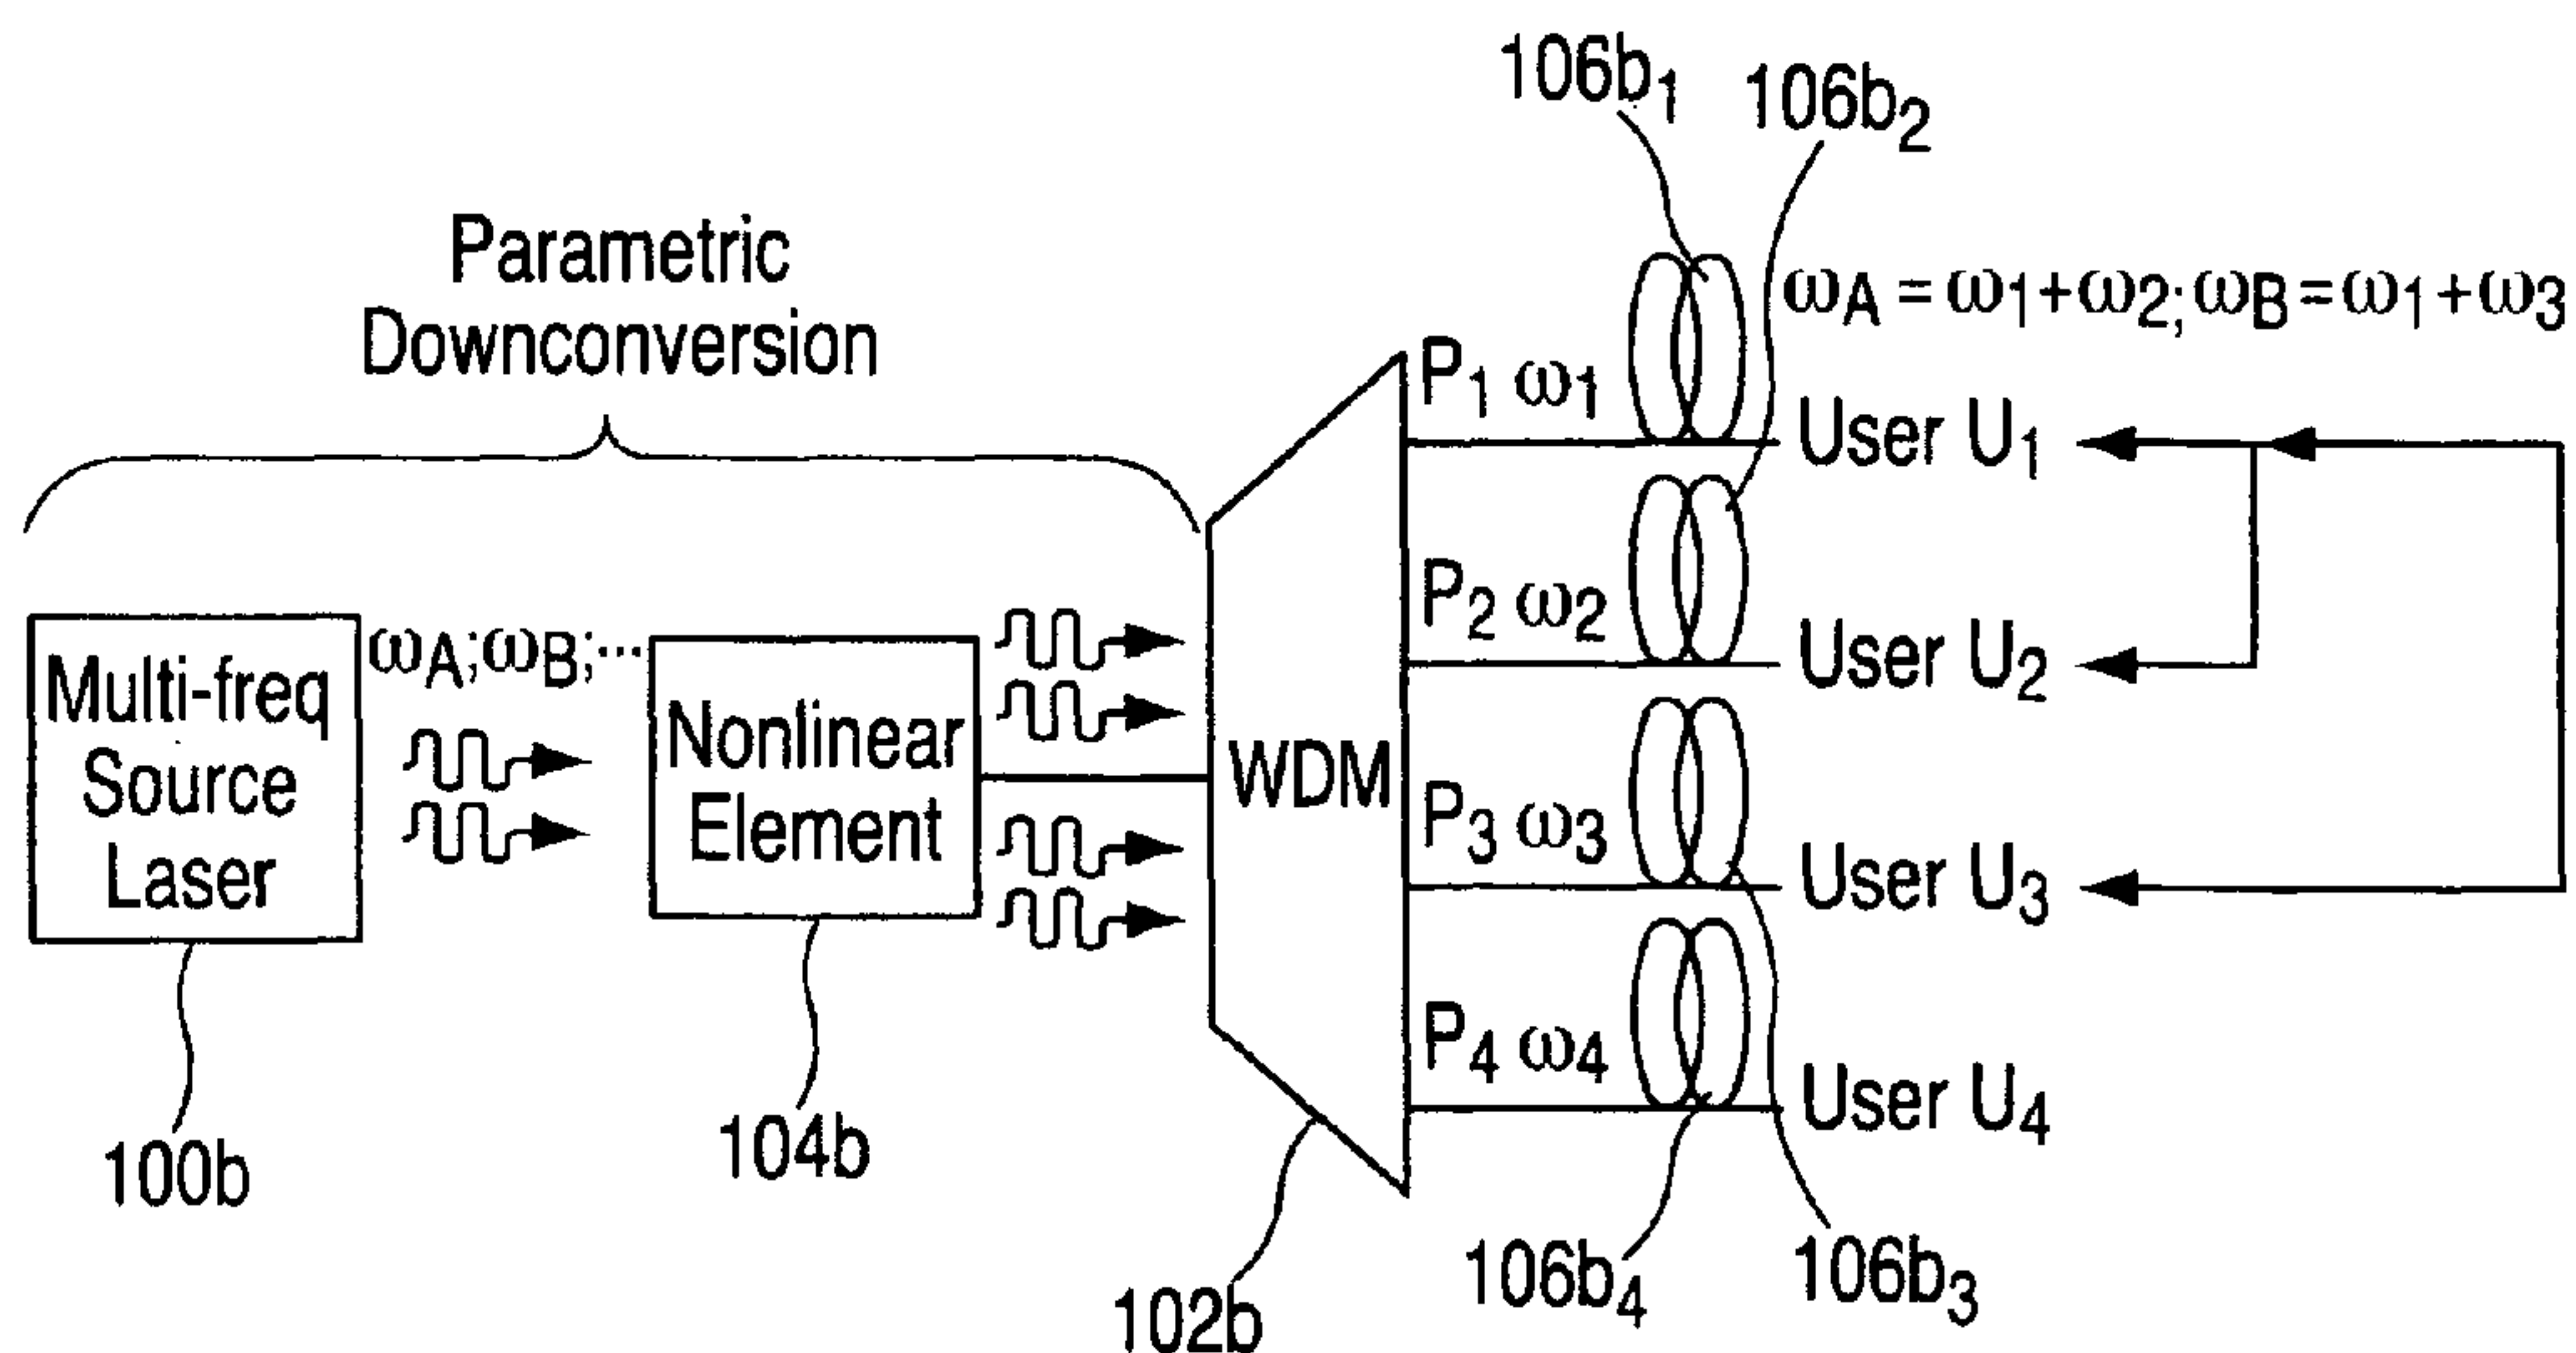 106b₁
106b₂
Parametric
Downconversion
ωA = ω1+ω2; ωB = ω1+ω3
P₁ ω1
User U₁
P₂ ω2
User U₂
Multi-freq
Source
Laser
ωA;ωB;...
Nonlinear
Element
WDM
P₃ ω3
User U₃
P₄ ω4
User U₄
100b
104b
102b
106b₄
106b₃